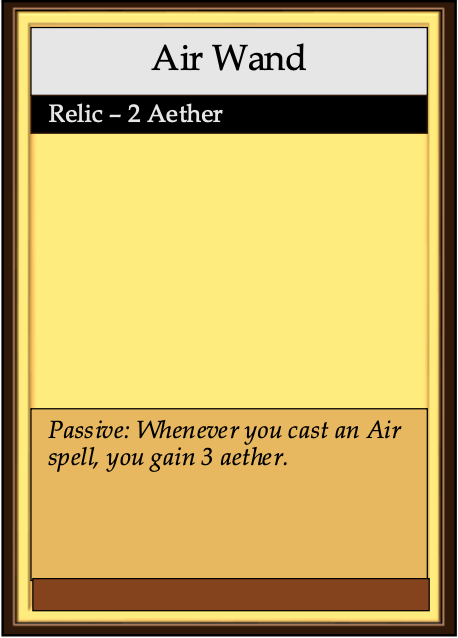 Air Wand
Relic – 2 Aether
Passive: Whenever you cast an Air
spell, you gain 3 aether.